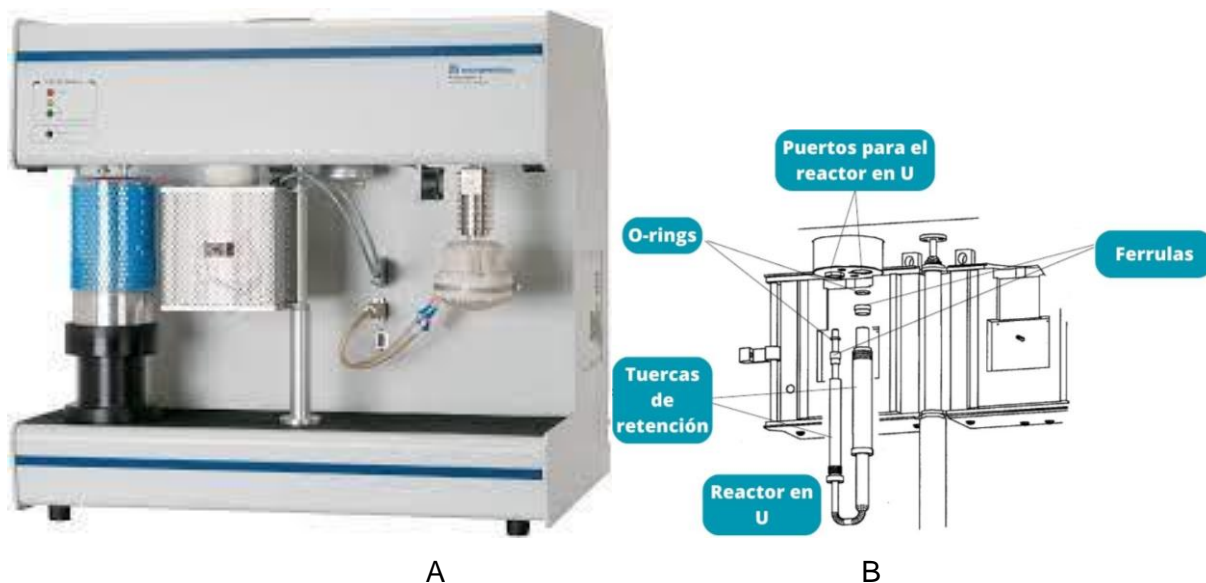 Puertos para el
reactor en U
O-rings
Ferrulas
Tuercas
de
retención
Reactor en
U
A
B